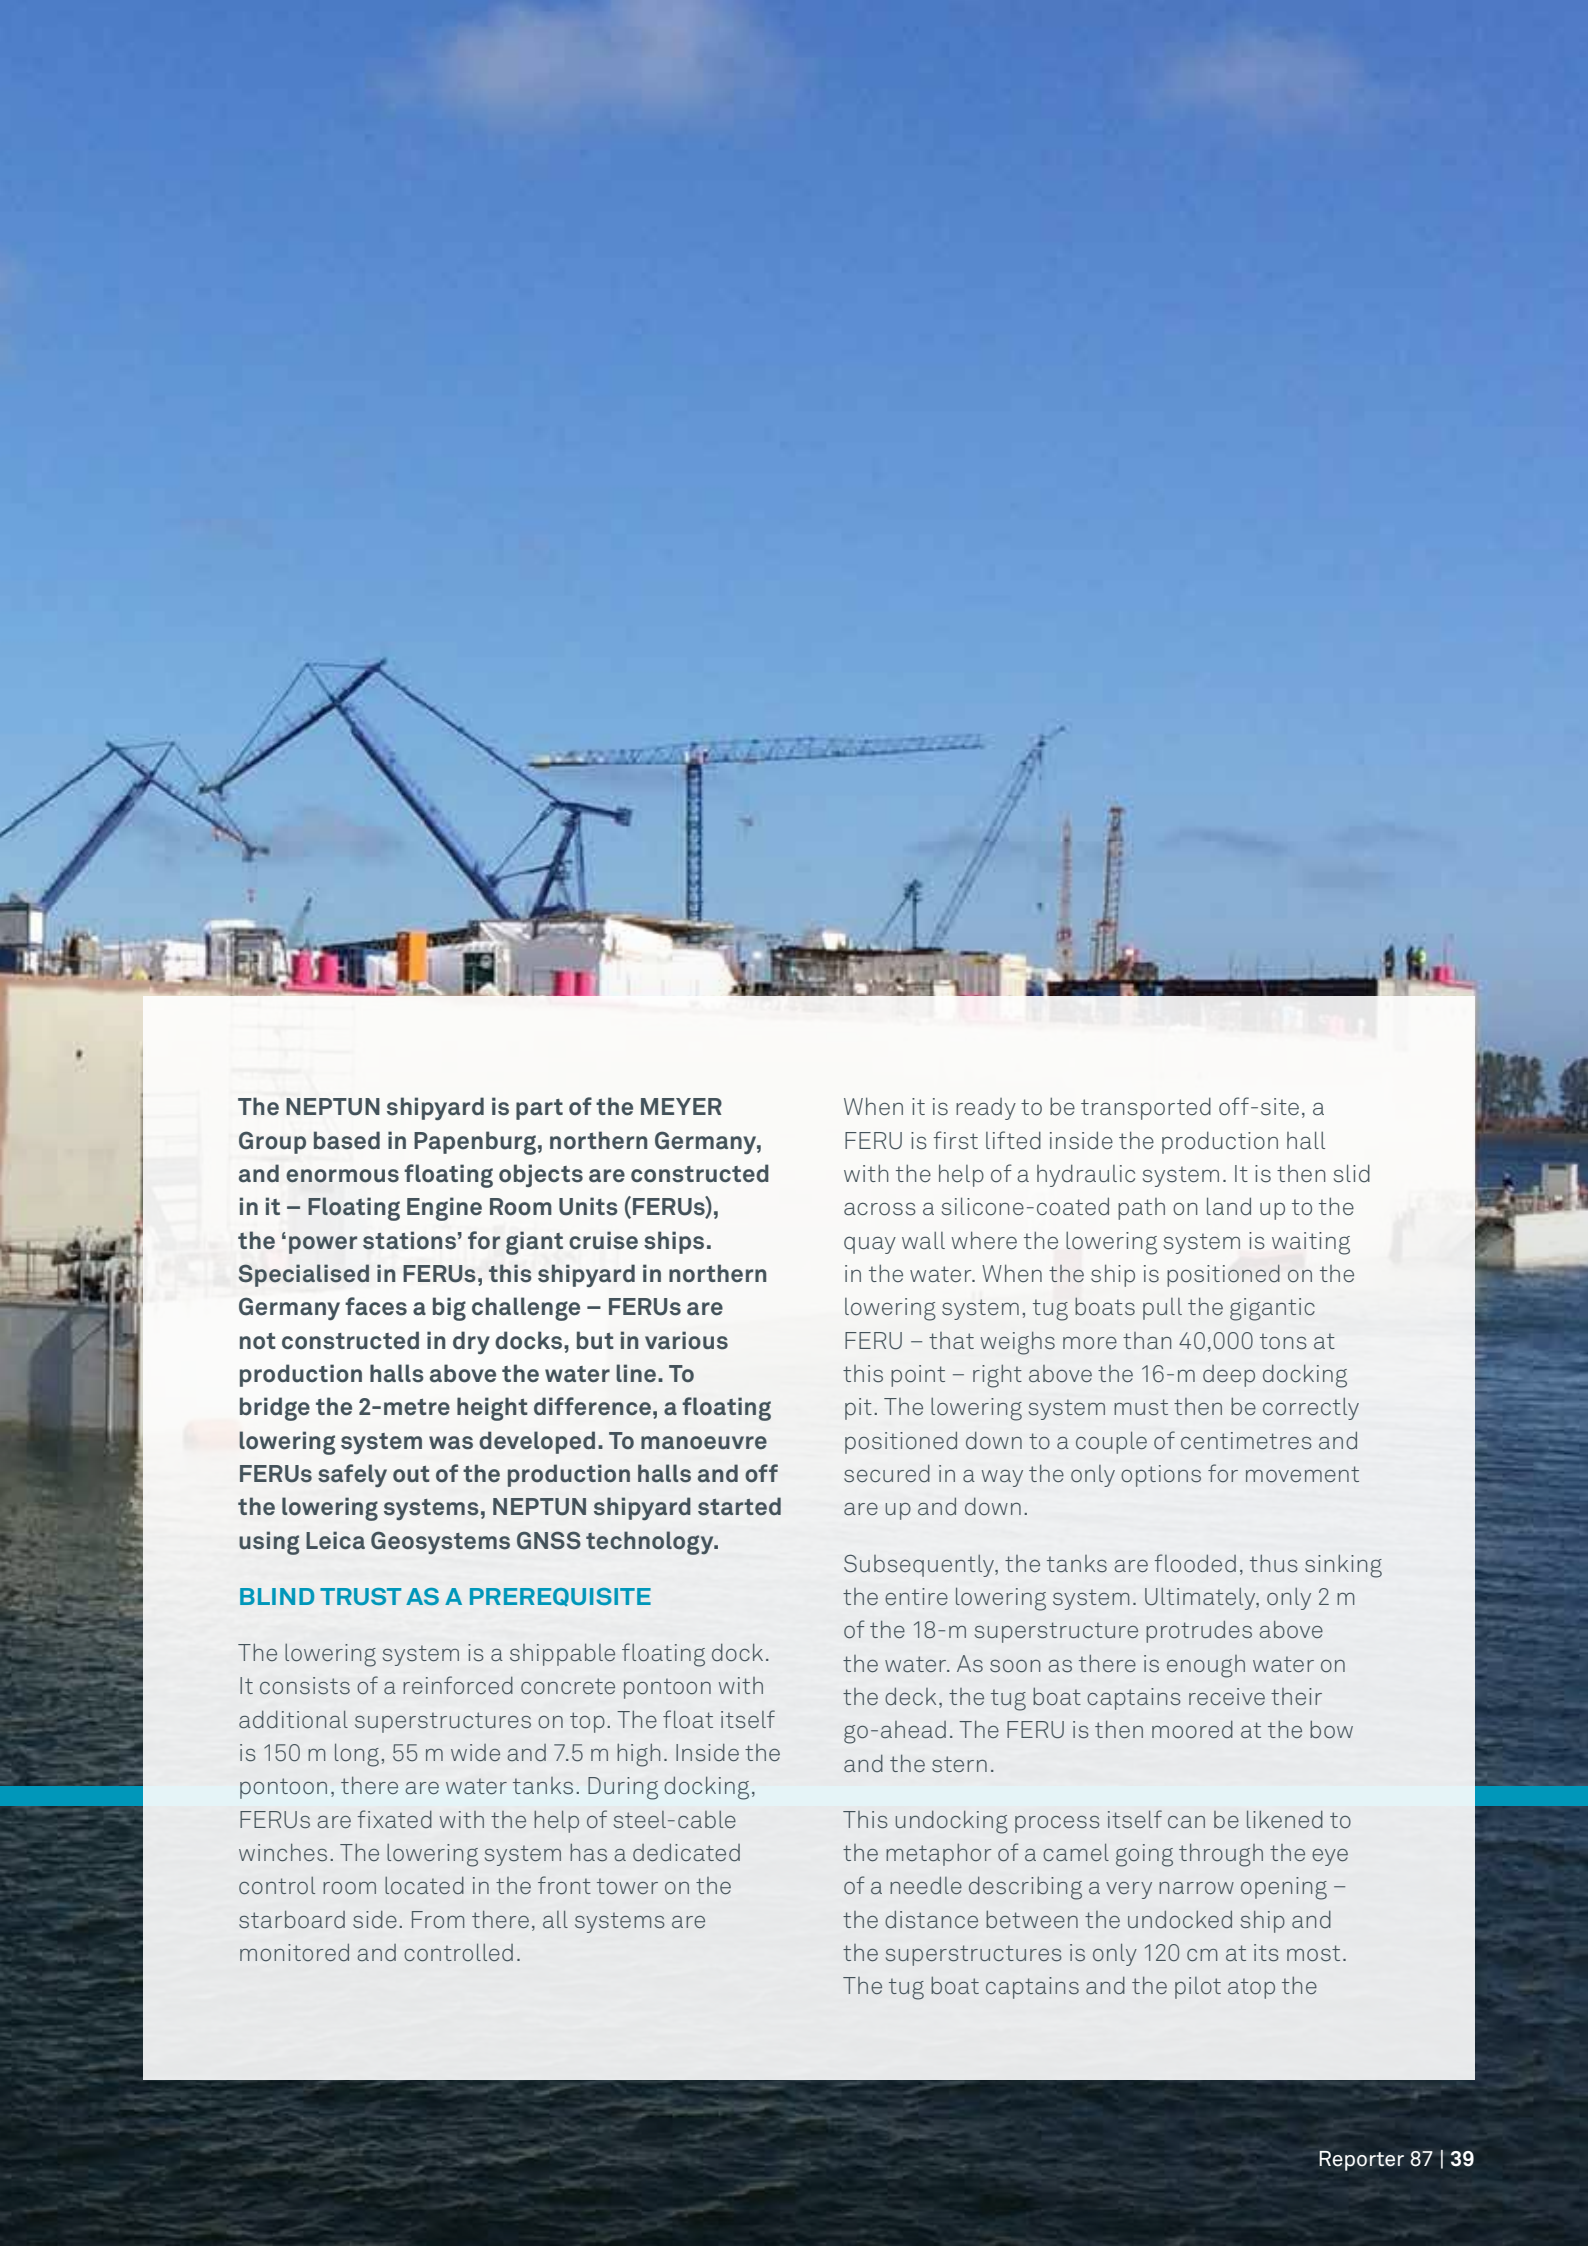 The NEPTUN shipyard is part of the MEYER
Group based in Papenburg, northern Germany,
and enormous floating objects are constructed
in it – Floating Engine Room Units (FERUs),
the ‘power stations’ for giant cruise ships.
Specialised in FERUs, this shipyard in northern
Germany faces a big challenge – FERUs are
not constructed in dry docks, but in various
production halls above the water line. To
bridge the 2-metre height difference, a floating
lowering system was developed. To manoeuvre
FERUs safely out of the production halls and off
the lowering systems, NEPTUN shipyard started
using Leica Geosystems GNSS technology.
BLIND TRUST AS A PREREQUISITE
The lowering system is a shippable floating dock.
It consists of a reinforced concrete pontoon with
additional superstructures on top. The float itself
is 150 m long, 55 m wide and 7.5 m high. Inside the
pontoon, there are water tanks. During docking,
FERUs are fixated with the help of steel-cable
winches. The lowering system has a dedicated
control room located in the front tower on the
starboard side. From there, all systems are
monitored and controlled.
When it is ready to be transported off-site, a
FERU is first lifted inside the production hall
with the help of a hydraulic system. It is then slid
across a silicone-coated path on land up to the
quay wall where the lowering system is waiting
in the water. When the ship is positioned on the
lowering system, tug boats pull the gigantic
FERU – that weighs more than 40,000 tons at
this point – right above the 16-m deep docking
pit. The lowering system must then be correctly
positioned down to a couple of centimetres and
secured in a way the only options for movement
are up and down.
Subsequently, the tanks are flooded, thus sinking
the entire lowering system. Ultimately, only 2 m
of the 18-m superstructure protrudes above
the water. As soon as there is enough water on
the deck, the tug boat captains receive their
go-ahead. The FERU is then moored at the bow
and the stern.
This undocking process itself can be likened to
the metaphor of a camel going through the eye
of a needle describing a very narrow opening –
the distance between the undocked ship and
the superstructures is only 120 cm at its most.
The tug boat captains and the pilot atop the
Reporter 87 | 39